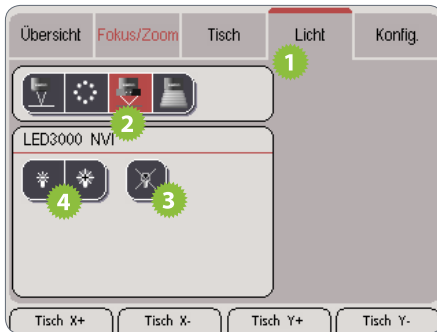 Übersicht Fokus/Zoom Tisch Licht Konfig.
1
2
LED3000 NVI
4 3
Tisch X+ Tisch X- Tisch Y+ Tisch Y-